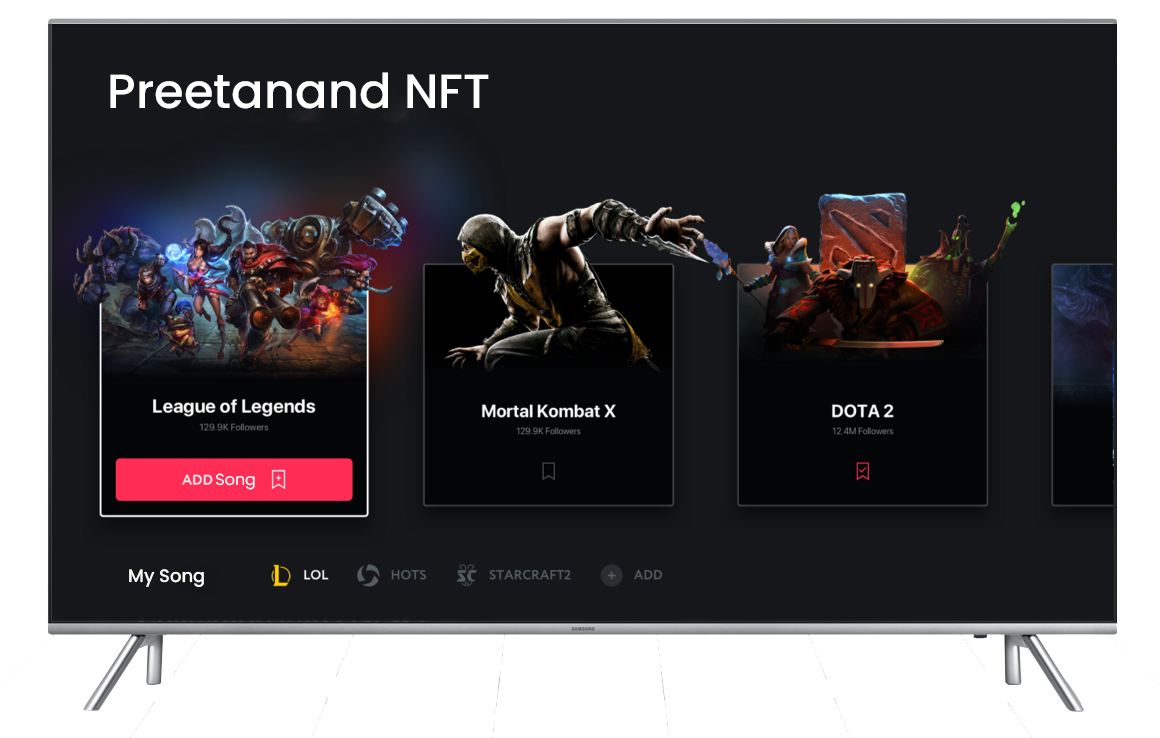 Preetanand NFT
League of Legends
129.9K Followers
ADD Song
Mortal Kombat X
129.9K Followers
DOTA 2
12.4M Followers
My Song
LOL
HOTS
STARCRAFT2
ADD
SAMSUNG